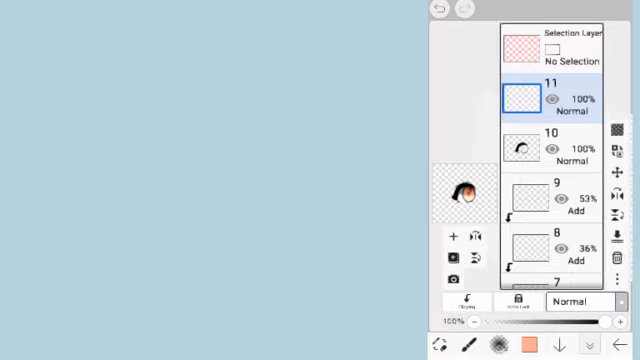 Selection Layer
No Selection
11
100%
Normal
10
100%
Normal
9
53%
Add
8
36%
Add
7
Clipping
Normal
100%